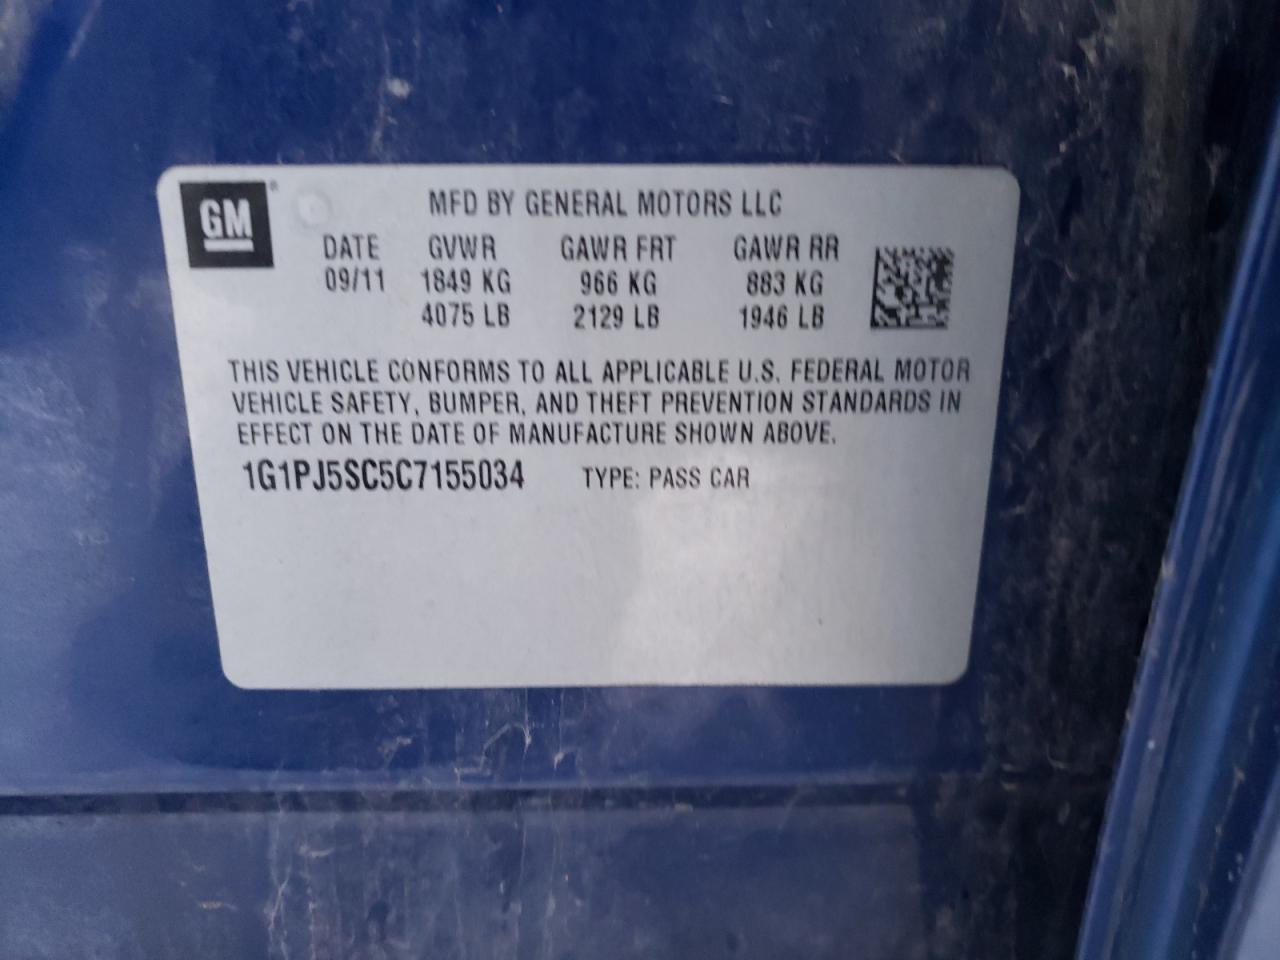 GM®
MFD BY GENERAL MOTORS LLC
DATE GVWR GAWR FRT GAWR RR
09/11 1849 KG 966 KG 883 KG
4075 LB 2129 LB 1946 LB
THIS VEHICLE CONFORMS TO ALL APPLICABLE U.S. FEDERAL MOTOR
VEHICLE SAFETY, BUMPER, AND THEFT PREVENTION STANDARDS IN
EFFECT ON THE DATE OF MANUFACTURE SHOWN ABOVE.
1G1PJ5SC5C7155034 TYPE: PASS CAR